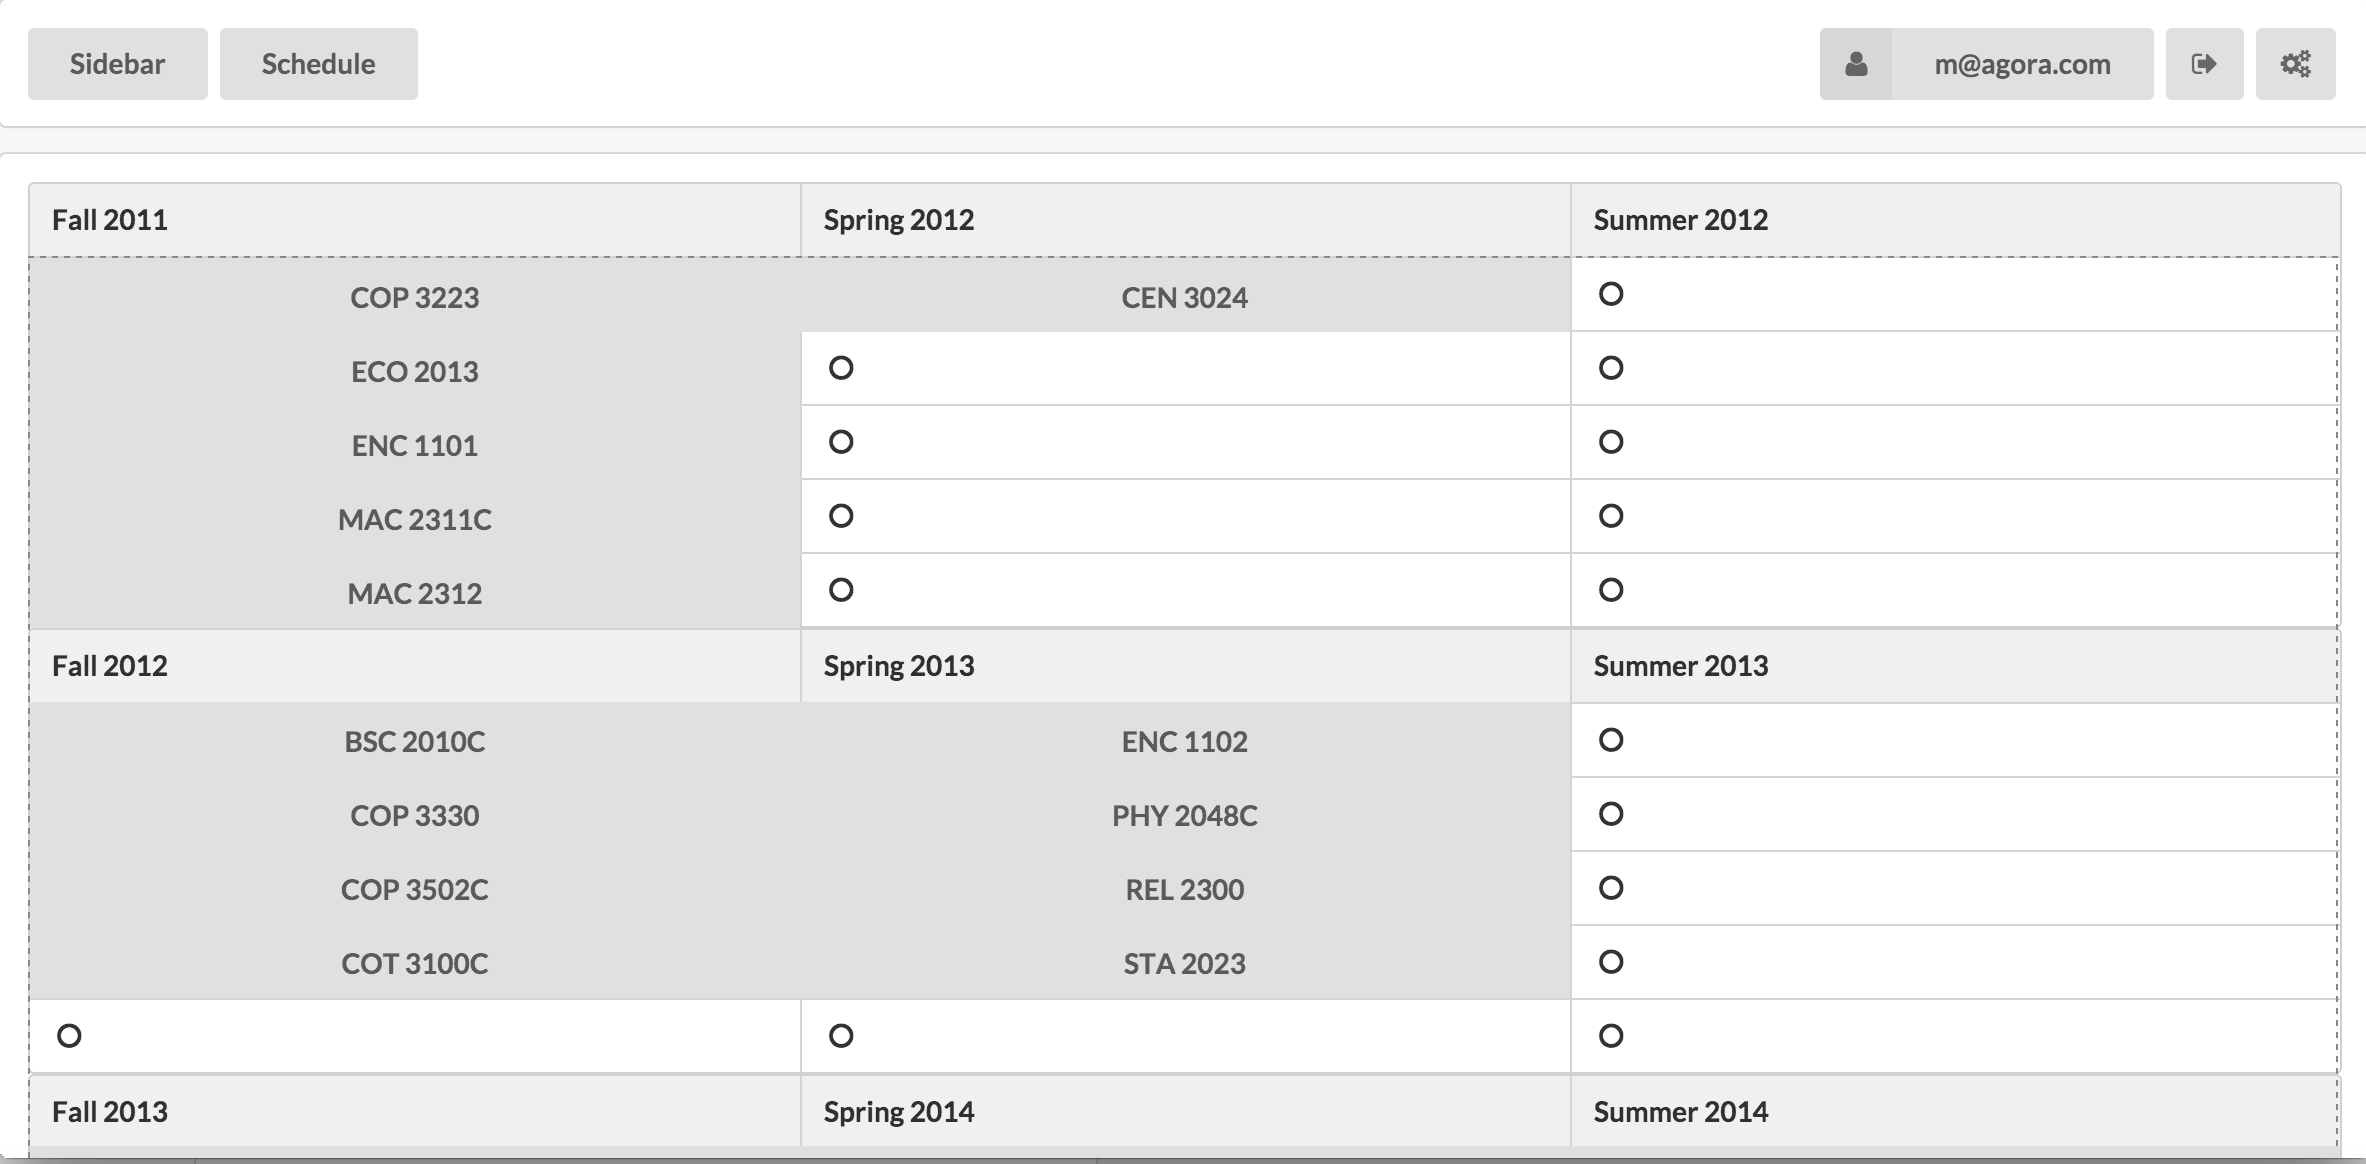 Sidebar Schedule m@agora.com
Fall 2011 Spring 2012 Summer 2012
COP 3223 CEN 3024
ECO 2013
ENC 1101
MAC 2311C
MAC 2312
Fall 2012 Spring 2013 Summer 2013
BSC 2010C ENC 1102
COP 3330 PHY 2048C
COP 3502C REL 2300
COT 3100C STA 2023
Fall 2013 Spring 2014 Summer 2014